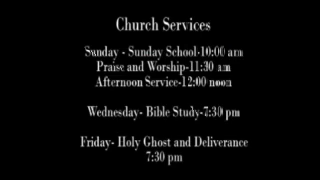 Church Services
Sunday - Sunday School-10:00 am
Praise and Worship-11:30 am
Afternoon Service-12:00 noon
Wednesday- Bible Study-7:30 pm
Friday- Holy Ghost and Deliverance
7:30 pm